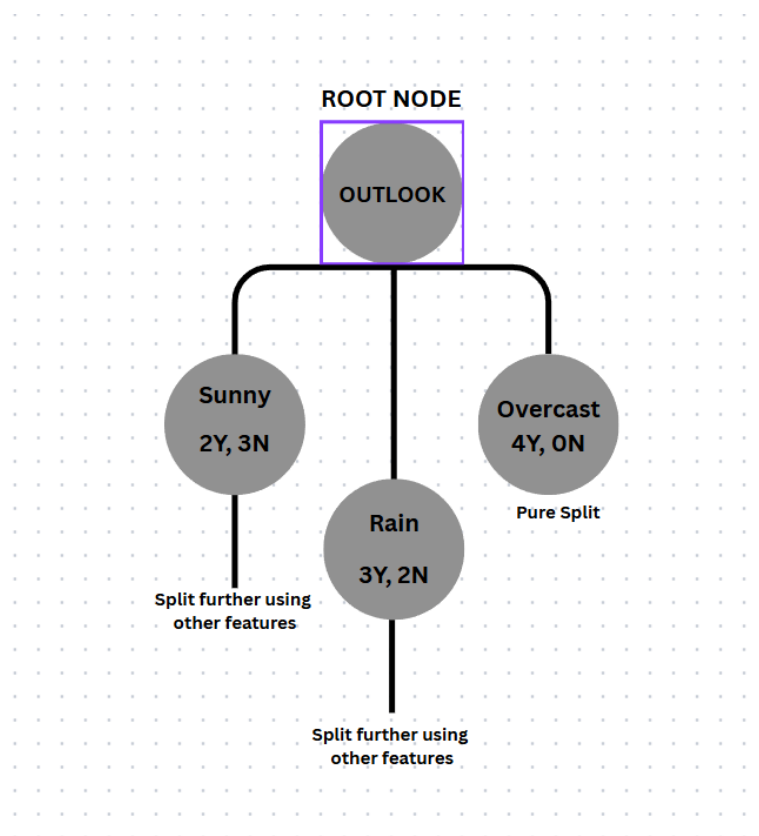 ROOT NODE
OUTLOOK
Sunny
2Y, 3N
Overcast
4Y, 0N
Pure Split
Rain
3Y, 2N
Split further using
other features
Split further using
other features